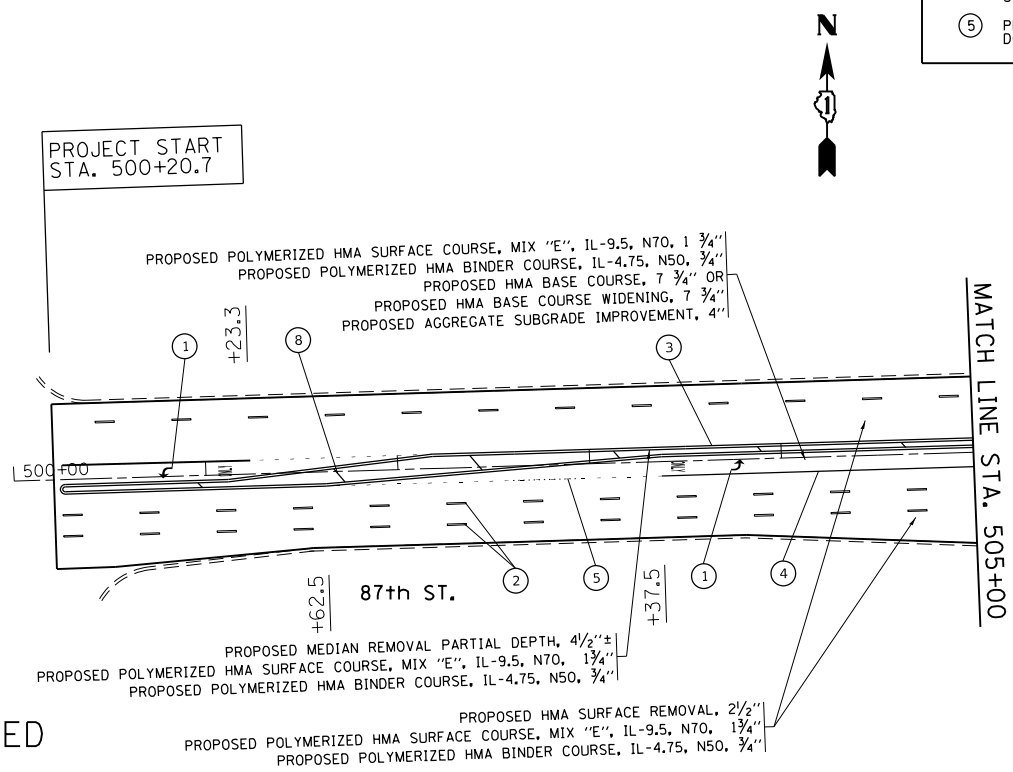 N
1
5
PROJECT START
STA. 500+20.7
PROPOSED POLYMERIZED HMA SURFACE COURSE, MIX "E", IL-9.5, N70, 1 3/4"
PROPOSED POLYMERIZED HMA BINDER COURSE, IL-4.75, N50, 3/4"
PROPOSED HMA BASE COURSE, 7 3/4" OR
PROPOSED HMA BASE COURSE WIDENING, 7 3/4"
PROPOSED AGGREGATE SUBGRADE IMPROVEMENT, 4"
+23.3
1
8
3
MATCH LINE STA. 505+00
500+00
2
5
1
4
87th ST.
+62.5
+37.5
PROPOSED MEDIAN REMOVAL PARTIAL DEPTH, 4 1/2"±
PROPOSED POLYMERIZED HMA SURFACE COURSE, MIX "E", IL-9.5, N70, 1 3/4"
PROPOSED POLYMERIZED HMA BINDER COURSE, IL-4.75, N50, 3/4"
PROPOSED HMA SURFACE REMOVAL, 2 1/2"
PROPOSED POLYMERIZED HMA SURFACE COURSE, MIX "E", IL-9.5, N70, 1 3/4"
PROPOSED POLYMERIZED HMA BINDER COURSE, IL-4.75, N50, 3/4"
ED